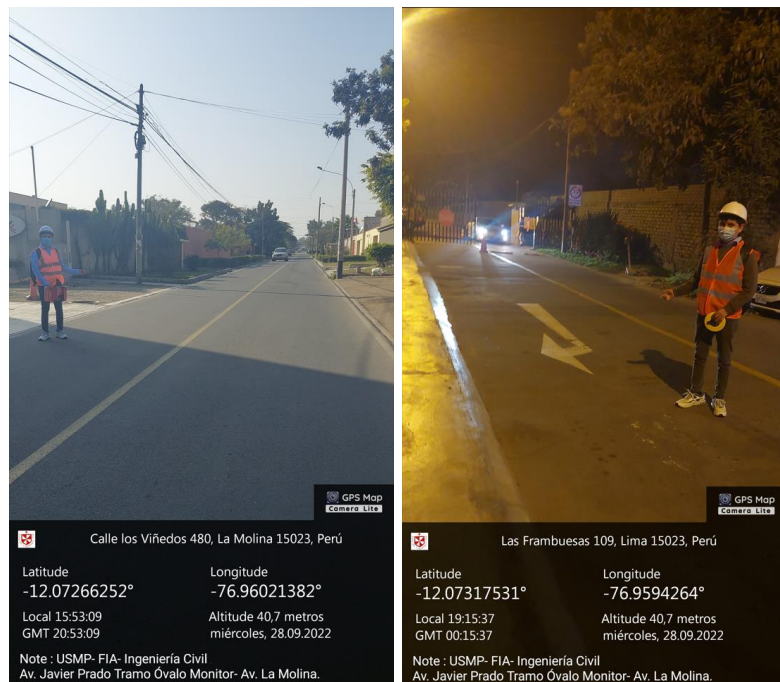 GPS Map
Camera Lite
Calle los Viñedos 480, La Molina 15023, Perú
Latitude
-12.07266252°
Longitude
-76.96021382°
Local 15:53:09
GMT 20:53:09
Altitude 40,7 metros
miércoles, 28.09.2022
Note : USMP- FIA- Ingeniería Civil
Av. Javier Prado Tramo Óvalo Monitor- Av. La Molina.
GPS Map
Camera Lite
Las Frambuesas 109, Lima 15023, Perú
Latitude
-12.07317531°
Longitude
-76.9594264°
Local 19:15:37
GMT 00:15:37
Altitude 40,7 metros
miércoles, 28.09.2022
Note : USMP- FIA- Ingeniería Civil
Av. Javier Prado Tramo Óvalo Monitor- Av. La Molina.